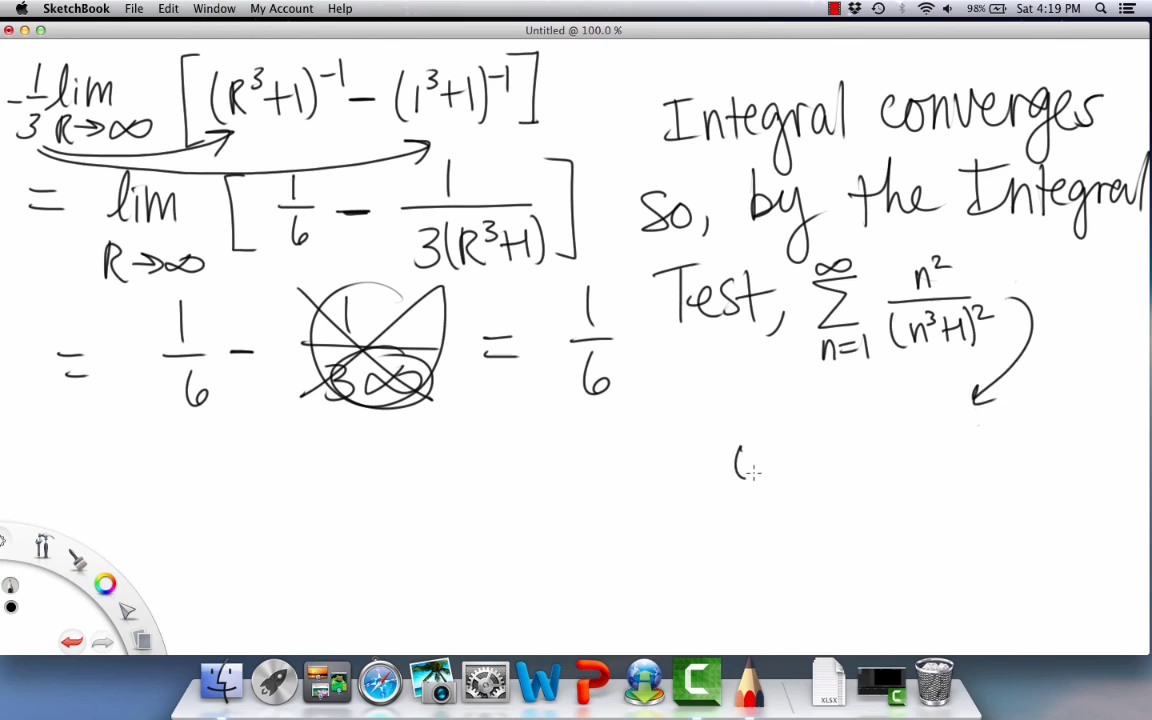 SketchBook File Edit Window My Account Help 98% Sat 4:19 PM
Untitled @ 100.0 %
-1/3 lim R→∞ [(R³+1)⁻¹ - (1³+1)⁻¹]
= lim R→∞ [1/6 - 1/(3(R³+1))]
= 1/6 - 1/(3∞) = 1/6
Integral converges
so, by the Integral
Test, ∑ n=1 ∞ n²/(n³+1)²
(
W P C
XLSX C